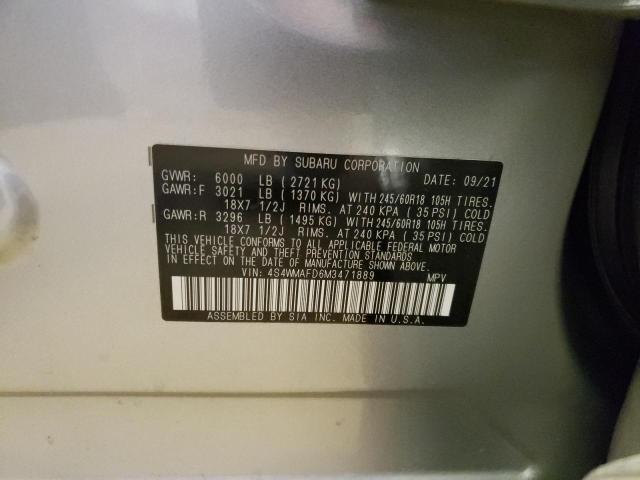 MFD BY SUBARU CORPORATION
GVWR: 6000 LB ( 2721 KG) DATE: 09/21
GAWR:F 3021 LB ( 1370 KG) WITH 245/60R18 105H TIRES.
18X7 1/2J RIMS. AT 240 KPA ( 35 PSI) COLD
GAWR:R 3296 LB ( 1495 KG) WITH 245/60R18 105H TIRES.
18X7 1/2J RIMS. AT 240 KPA ( 35 PSI) COLD
THIS VEHICLE CONFORMS TO ALL APPLICABLE FEDERAL MOTOR
VEHICLE SAFETY AND THEFT PREVENTION STANDARDS
IN EFFECT ON THE DATE OF MANUFACTURE SHOWN ABOVE.
VIN: 4S4WMAFD6M3471889 MPV
ASSEMBLED BY SIA INC. MADE IN U.S.A.